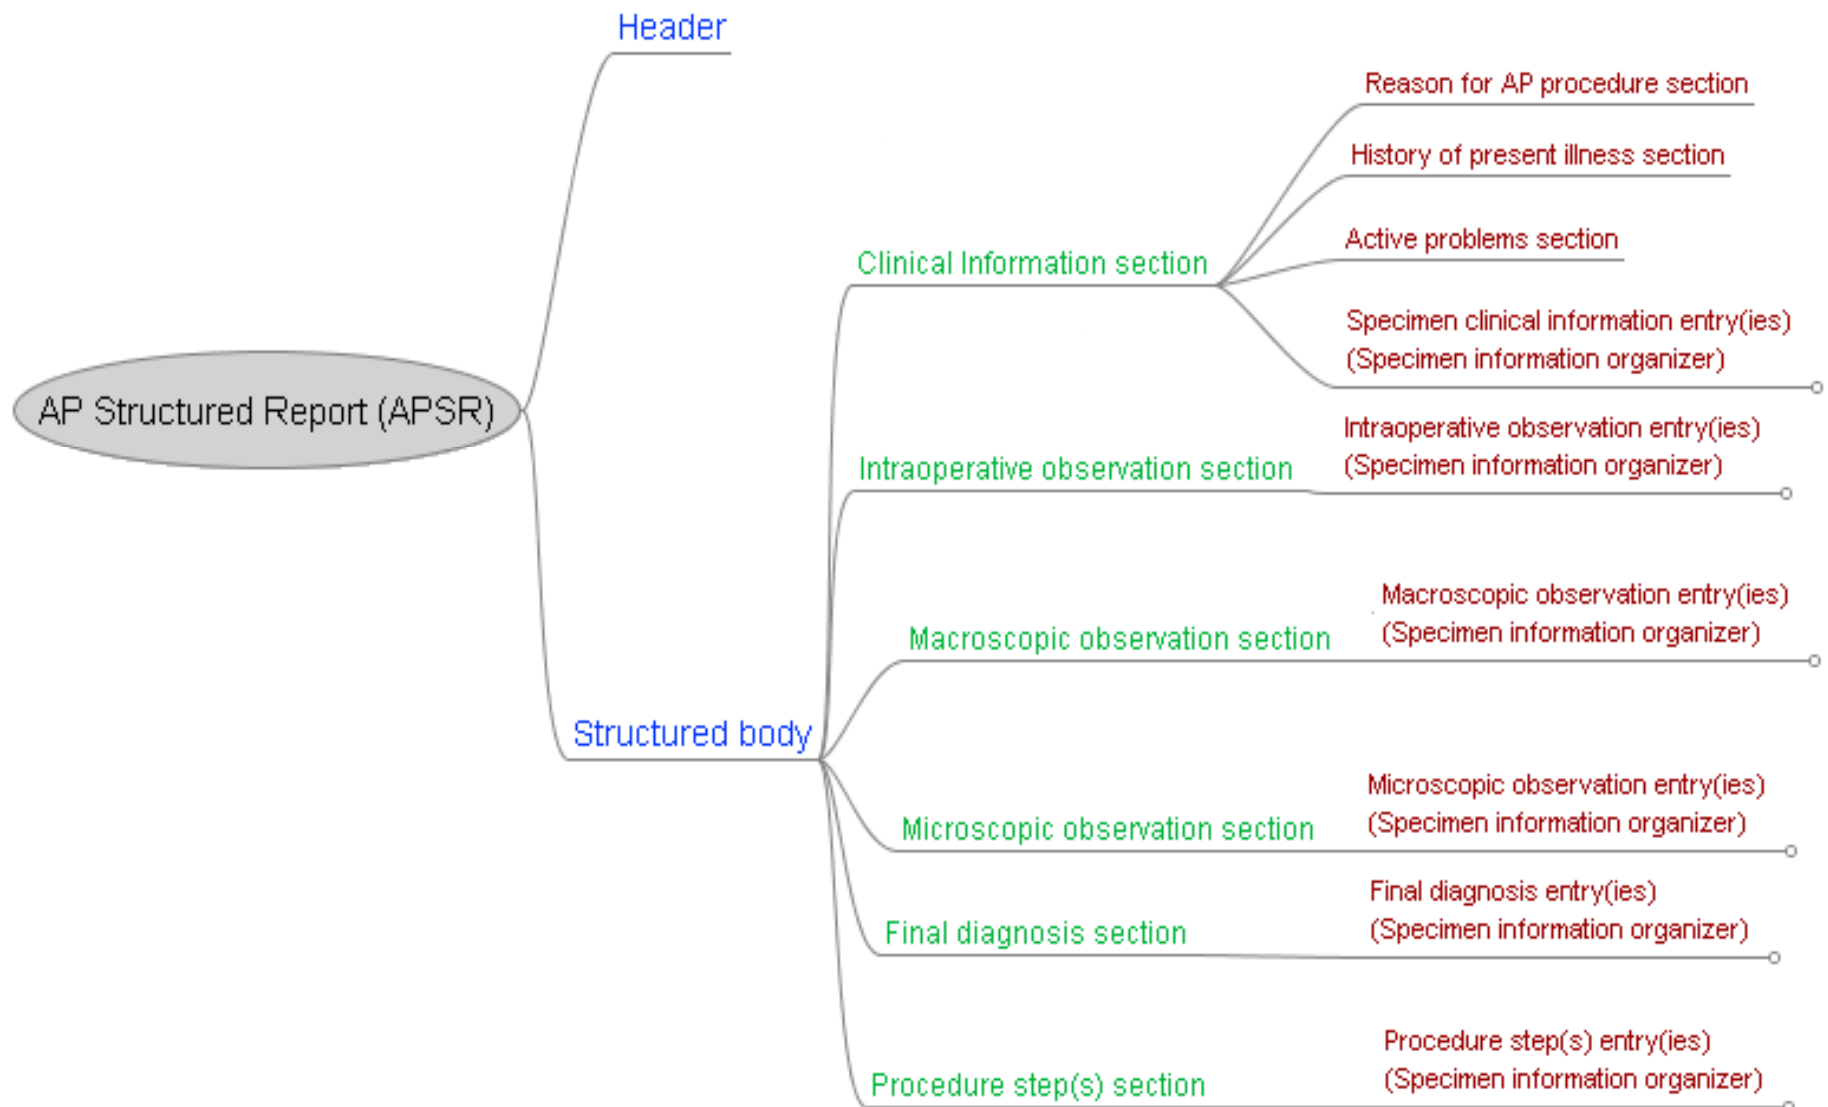 Header
Reason for AP procedure section
History of present illness section
Active problems section
Clinical Information section
Specimen clinical information entry(ies)
(Specimen information organizer)
AP Structured Report (APSR)
Intraoperative observation entry(ies)
(Specimen information organizer)
Intraoperative observation section
Macroscopic observation entry(ies)
(Specimen information organizer)
Macroscopic observation section
Structured body
Microscopic observation entry(ies)
(Specimen information organizer)
Microscopic observation section
Final diagnosis entry(ies)
(Specimen information organizer)
Final diagnosis section
Procedure step(s) entry(ies)
(Specimen information organizer)
Procedure step(s) section